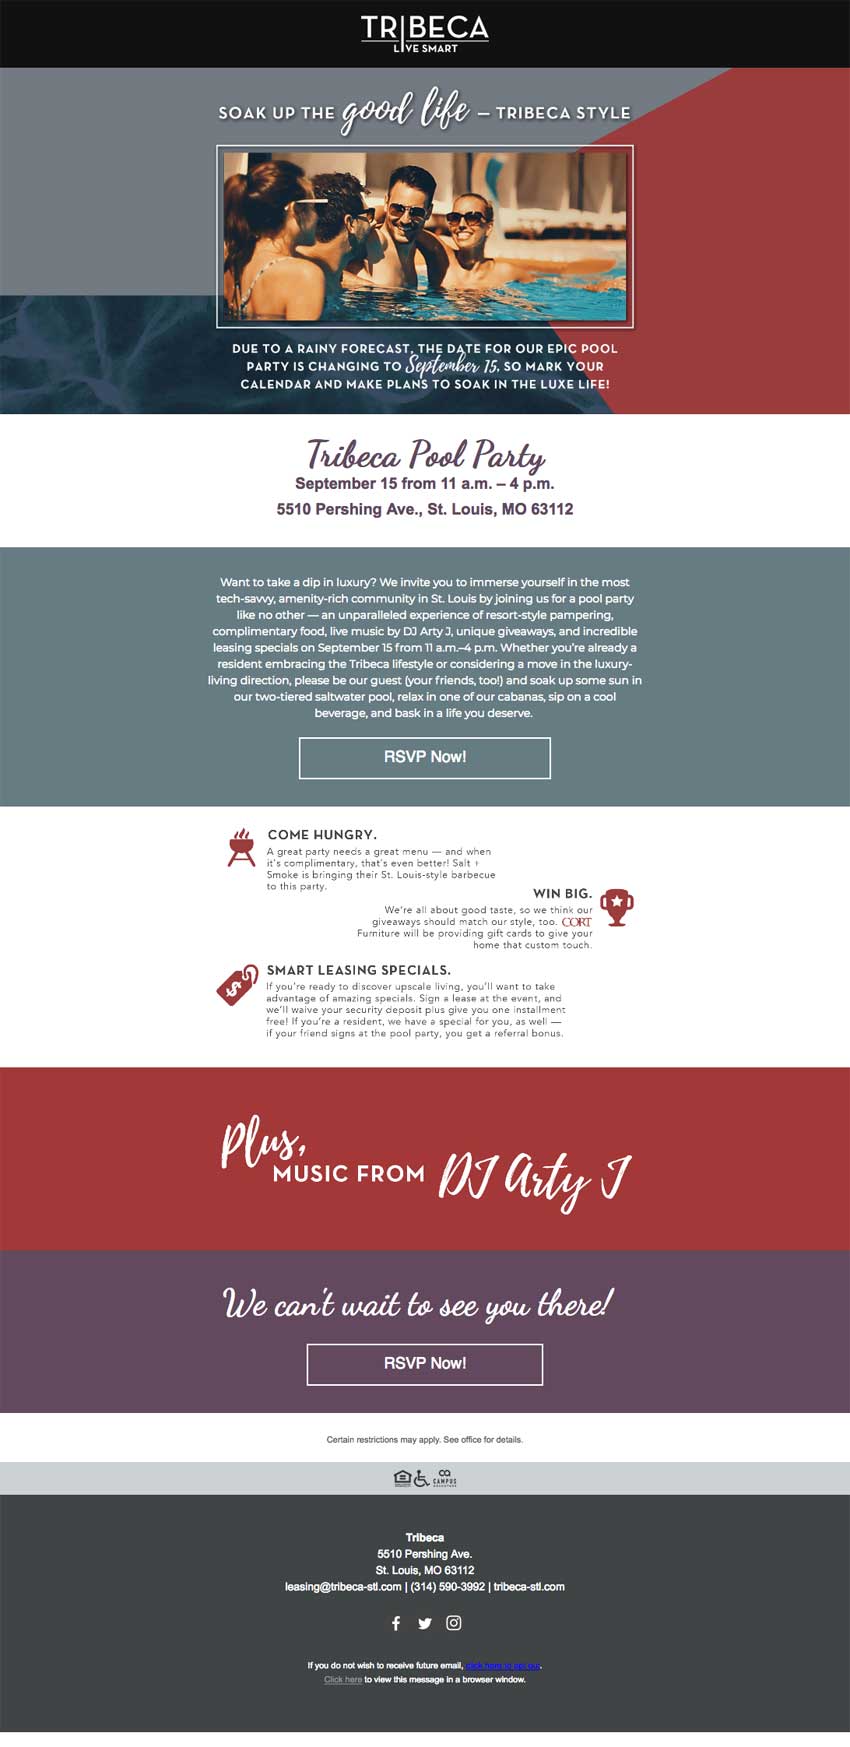 TRIBECA
LIVE SMART
SOAK UP THE good life — TRIBECA STYLE
DUE TO A RAINY FORECAST, THE DATE FOR OUR EPIC POOL
PARTY IS CHANGING TO September 15, SO MARK YOUR
CALENDAR AND MAKE PLANS TO SOAK IN THE LUXE LIFE!
Tribeca Pool Party
September 15 from 11 a.m. – 4 p.m.
5510 Pershing Ave., St. Louis, MO 63112
Want to take a dip in luxury? We invite you to immerse yourself in the most
tech-savvy, amenity-rich community in St. Louis by joining us for a pool party
like no other — an unparalleled experience of resort-style pampering,
complimentary food, live music by DJ Arty J, unique giveaways, and incredible
leasing specials on September 15 from 11 a.m.–4 p.m. Whether you're already a
resident embracing the Tribeca lifestyle or considering a move in the luxury-
living direction, please be our guest (your friends, too!) and soak up some sun in
our two-tiered saltwater pool, relax in one of our cabanas, sip on a cool
beverage, and bask in a life you deserve.
RSVP Now!
COME HUNGRY.
A great party needs a great menu — and when
it's complimentary, that's even better! Salt +
Smoke is bringing their St. Louis-style barbecue
to this party.
WIN BIG.
We're all about good taste, so we think our
giveaways should match our style, too. CORT
Furniture will be providing gift cards to give your
home that custom touch.
SMART LEASING SPECIALS.
If you're ready to discover upscale living, you'll want to take
advantage of amazing specials. Sign a lease at the event, and
we'll waive your security deposit plus give you one installment
free! If you're a resident, we have a special for you, as well —
if your friend signs at the pool party, you get a referral bonus.
Plus,
MUSIC FROM DJ Arty J
We can't wait to see you there!
RSVP Now!
Certain restrictions may apply. See office for details.
CAMPUS
Tribeca
5510 Pershing Ave.
St. Louis, MO 63112
leasing@tribeca-stl.com | (314) 590-3992 | tribeca-stl.com
If you do not wish to receive future email, click here to opt out.
Click here to view this message in a browser window.